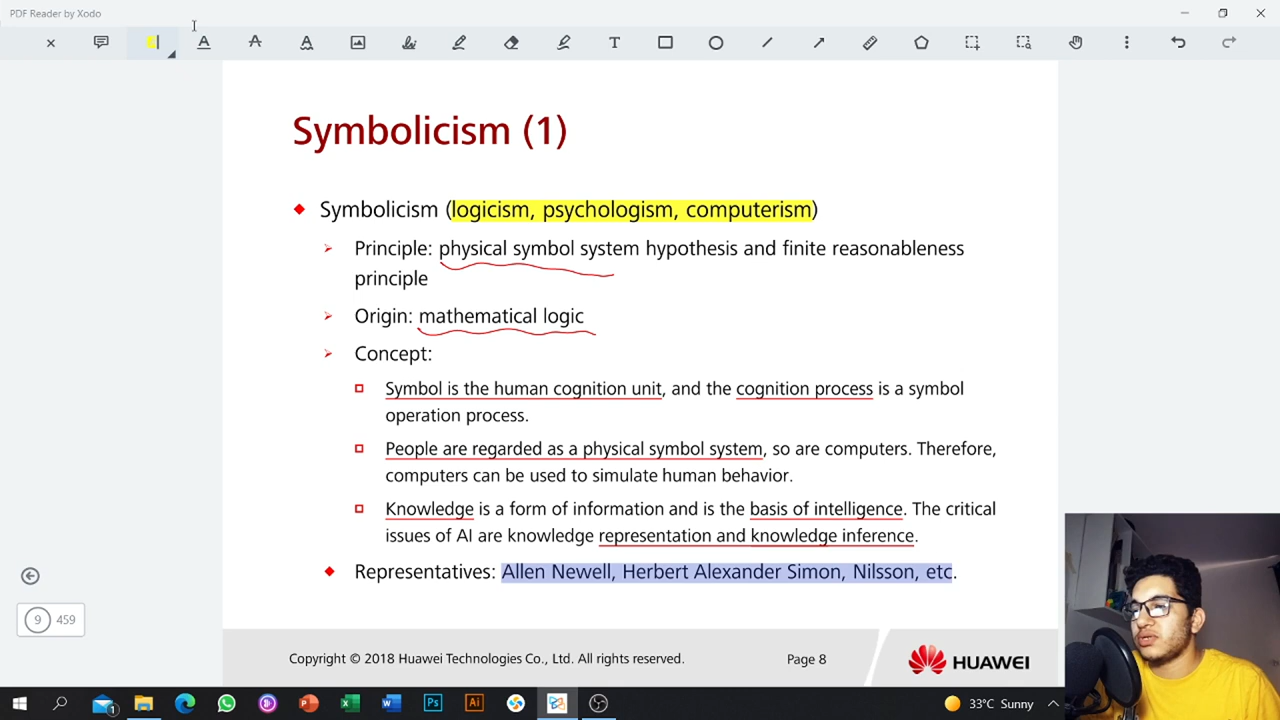 PDF Reader by Xodo
Symbolicism (1)
Symbolicism (logicism, psychologism, computerism)
Principle: physical symbol system hypothesis and finite reasonableness
principle
Origin: mathematical logic
Concept:
Symbol is the human cognition unit, and the cognition process is a symbol
operation process.
People are regarded as a physical symbol system, so are computers. Therefore,
computers can be used to simulate human behavior.
Knowledge is a form of information and is the basis of intelligence. The critical
issues of AI are knowledge representation and knowledge inference.
Representatives: Allen Newell, Herbert Alexander Simon, Nilsson, etc.
9 459
Copyright © 2018 Huawei Technologies Co., Ltd. All rights reserved. Page 8 HUAWEI
33°C Sunny